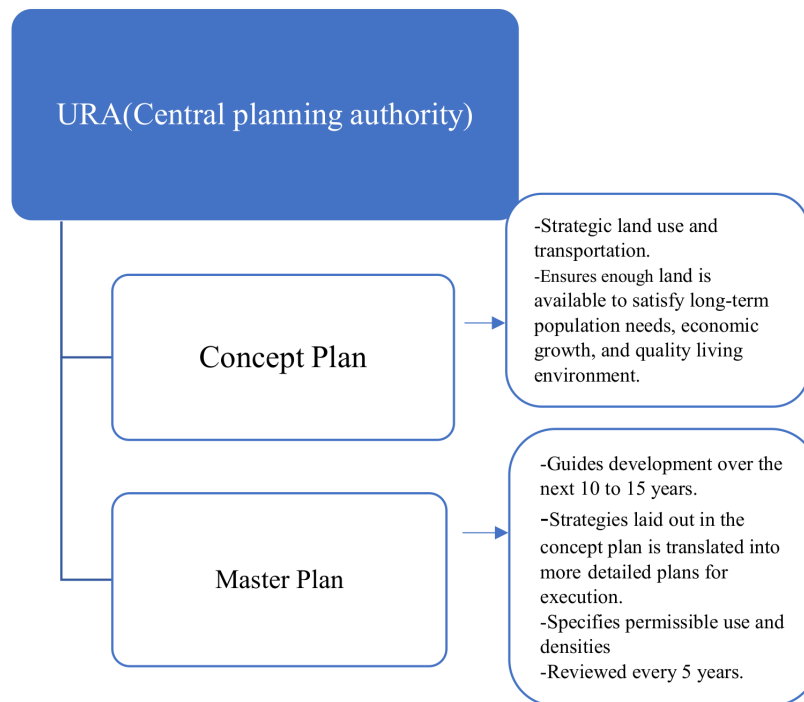 URA(Central planning authority)
-Strategic land use and
transportation.
-Ensures enough land is
available to satisfy long-term
population needs, economic
growth, and quality living
environment.
Concept Plan
-Guides development over the
next 10 to 15 years.
-Strategies laid out in the
concept plan is translated into
more detailed plans for
execution.
-Specifies permissible use and
densities
-Reviewed every 5 years.
Master Plan